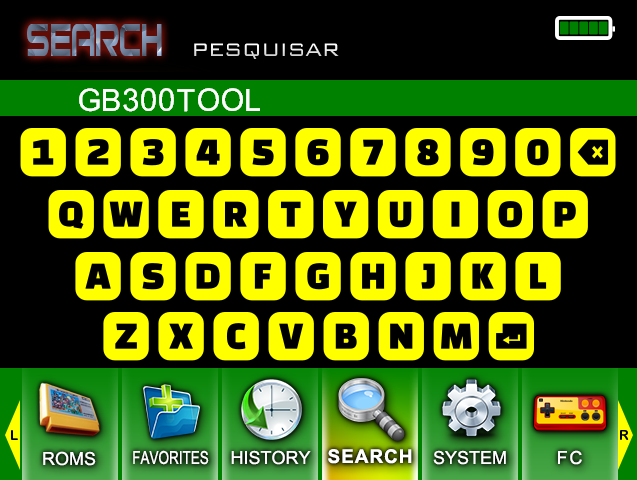 SEARCH PESQUISAR
GB300TOOL
1 2 3 4 5 6 7 8 9 0
Q W E R T Y U I O P
A S D F G H J K L
Z X C V B N M
L ROMS FAVORITES HISTORY SEARCH SYSTEM FC R